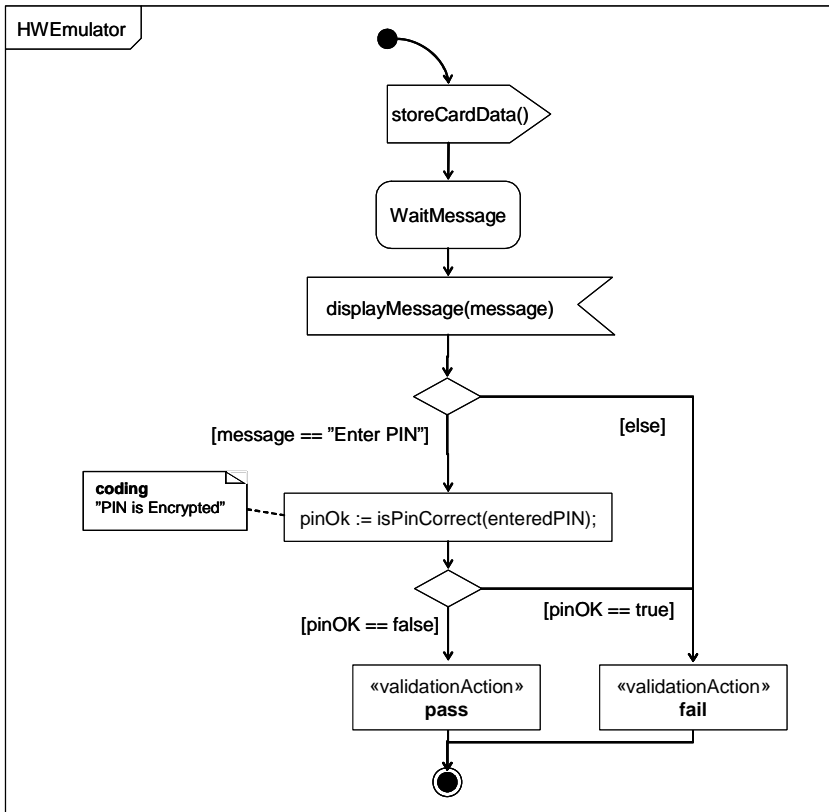 HWEmulator
storeCardData()
WaitMessage
displayMessage(message)
[message == ”Enter PIN”]
[else]
coding
”PIN is Encrypted”
pinOk := isPinCorrect(enteredPIN);
[pinOK == false]
[pinOK == true]
«validationAction»
pass
«validationAction»
fail